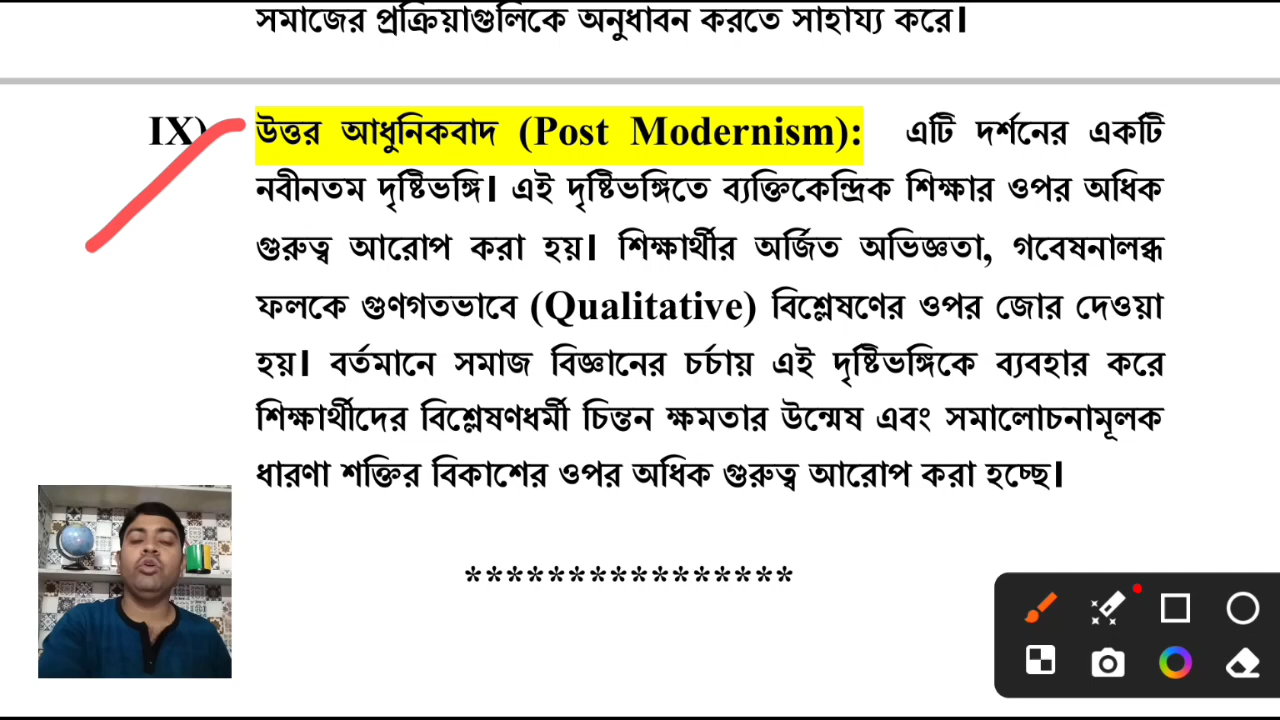 সমাজের প্রক্রিয়াগুলিকে অনুধাবন করতে সাহায্য করে।
IX) উত্তর আধুনিকবাদ (Post Modernism): এটি দর্শনের একটি
নবীনতম দৃষ্টিভঙ্গি। এই দৃষ্টিভঙ্গিতে ব্যক্তিকেন্দ্রিক শিক্ষার ওপর অধিক
গুরুত্ব আরোপ করা হয়। শিক্ষার্থীর অর্জিত অভিজ্ঞতা, গবেষনালব্ধ
ফলকে গুণগতভাবে (Qualitative) বিশ্লেষণের ওপর জোর দেওয়া
হয়। বর্তমানে সমাজ বিজ্ঞানের চর্চায় এই দৃষ্টিভঙ্গিকে ব্যবহার করে
শিক্ষার্থীদের বিশ্লেষণধর্মী চিন্তন ক্ষমতার উন্মেষ এবং সমালোচনামূলক
ধারণা শক্তির বিকাশের ওপর অধিক গুরুত্ব আরোপ করা হচ্ছে।
****************